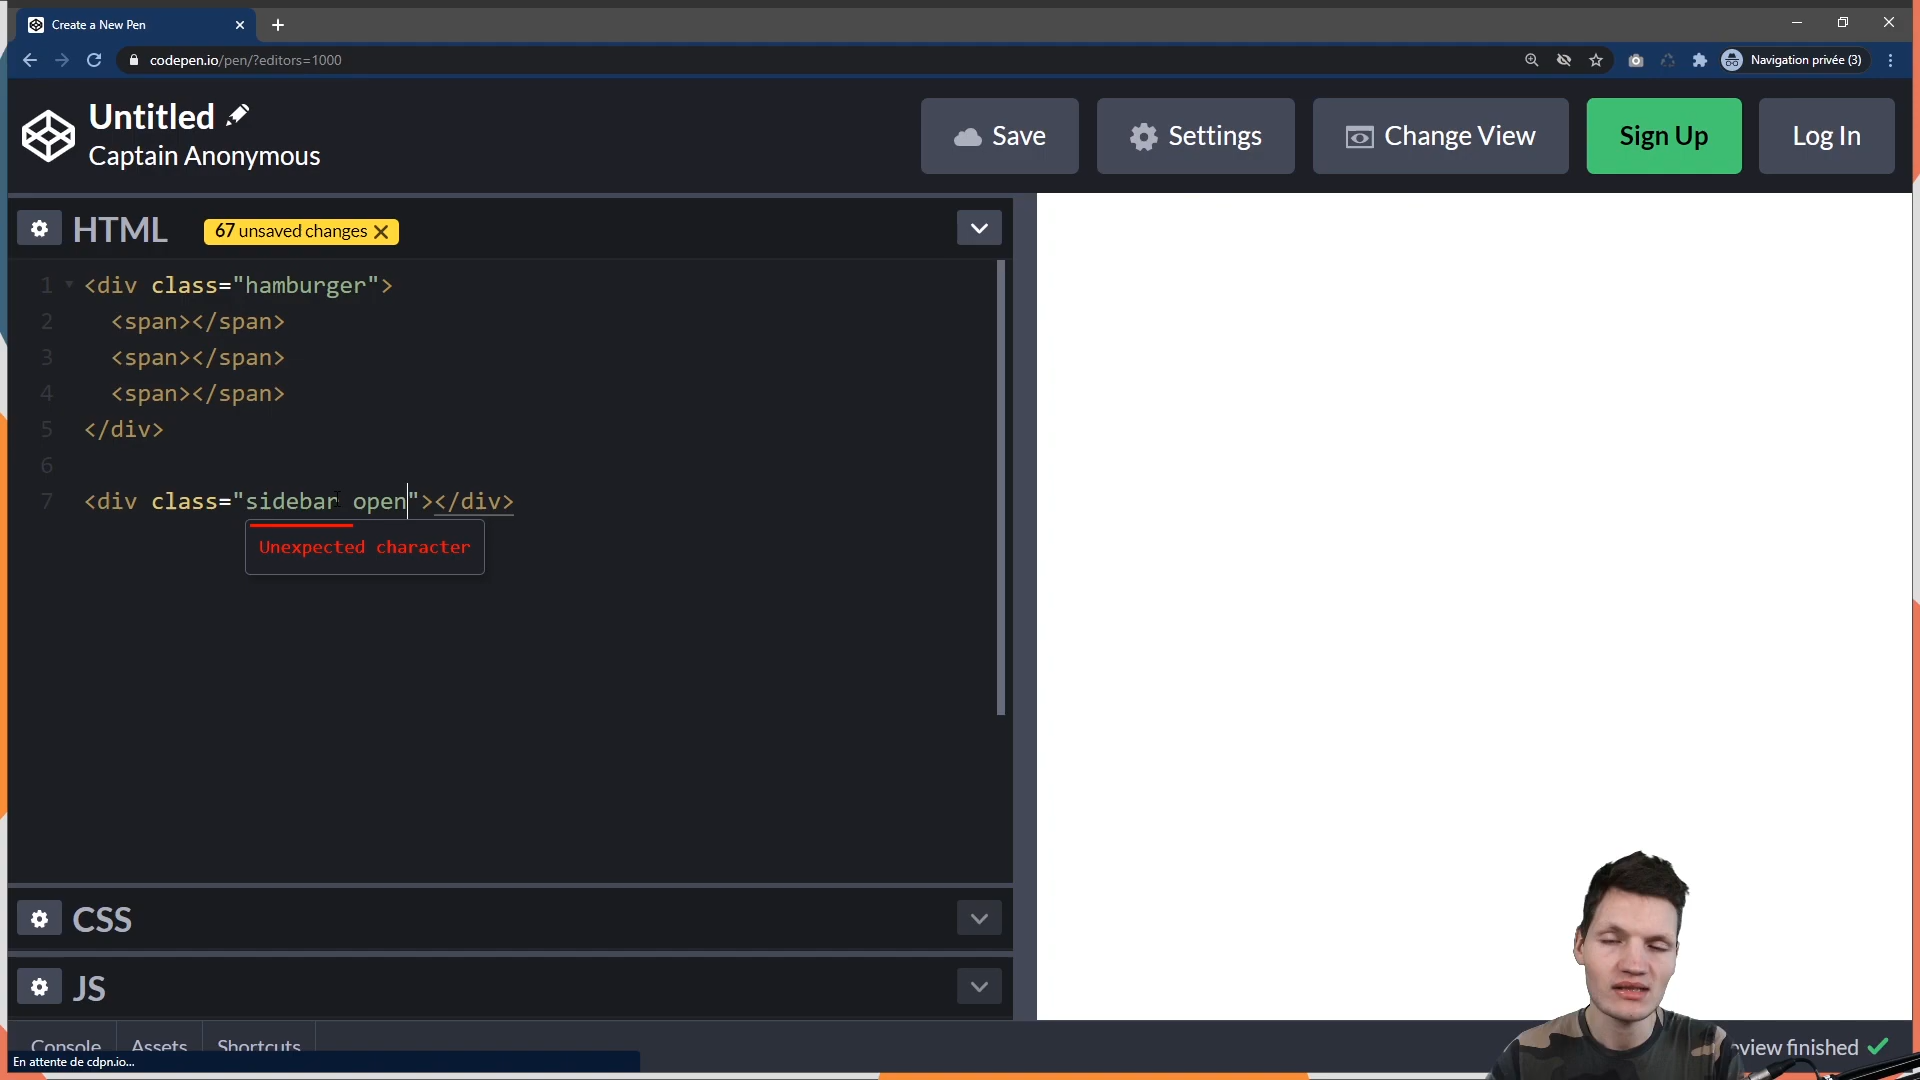 Create a New Pen
codepen.io/pen/?editors=1000
Navigation privée (3)
Untitled
Captain Anonymous
Save
Settings
Change View
Sign Up
Log In
HTML
67 unsaved changes
1 <div class="hamburger">
2 <span></span>
3 <span></span>
4 <span></span>
5 </div>
6
7 <div class="sidebar open"></div>
Unexpected character
CSS
JS
Console
Assets
Shortcuts
view finished
En attente de cdpn.io...